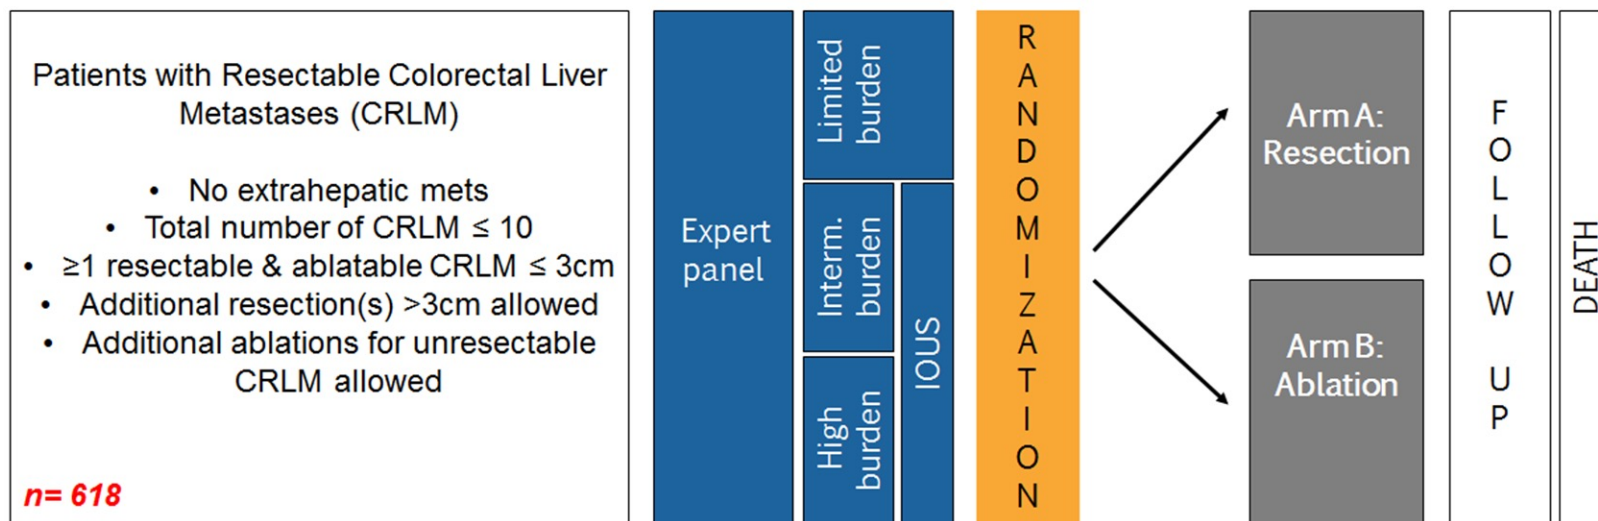 Patients with Resectable Colorectal Liver
Metastases (CRLM)
• No extrahepatic mets
• Total number of CRLM ≤ 10
• ≥1 resectable & ablatable CRLM ≤ 3cm
• Additional resection(s) >3cm allowed
• Additional ablations for unresectable
CRLM allowed
n= 618
Expert
panel
Limited
burden
Interm.
burden
High
burden
IOUS
RANDOMIZATION
Arm A:
Resection
Arm B:
Ablation
FOLLOW UP
DEATH